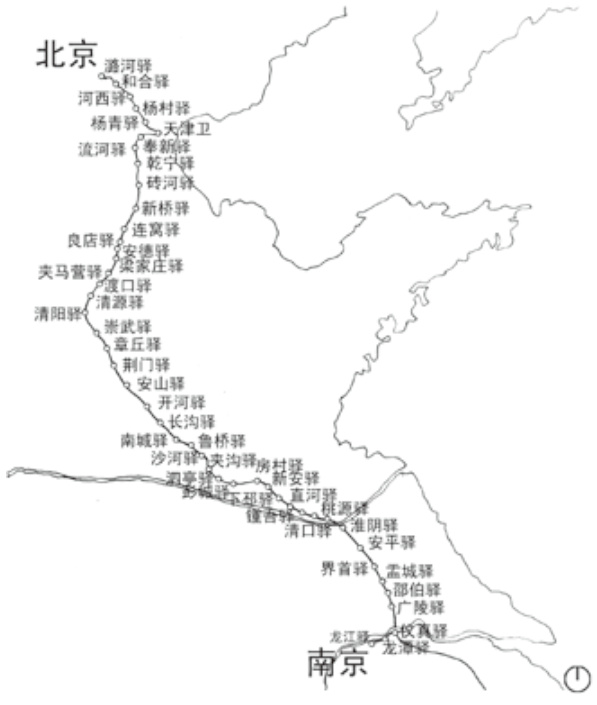 北京
潞河驿
和合驿
河西驿
杨村驿
杨青驿
天津卫
奉新驿
流河驿
乾宁驿
砖河驿
新桥驿
连窝驿
良店驿
安德驿
梁家庄驿
夹马营驿
渡口驿
清源驿
清阳驿
崇武驿
章丘驿
荆门驿
安山驿
开河驿
长沟驿
南城驿
鲁桥驿
沙河驿
夹沟驿
房村驿
泗亭驿
新安驿
彭城驿
下邳驿
直河驿
钟吾驿
桃源驿
清口驿
淮阴驿
安平驿
界首驿
盂城驿
邵伯驿
广陵驿
仪真驿
龙江驿
龙潭驿
南京